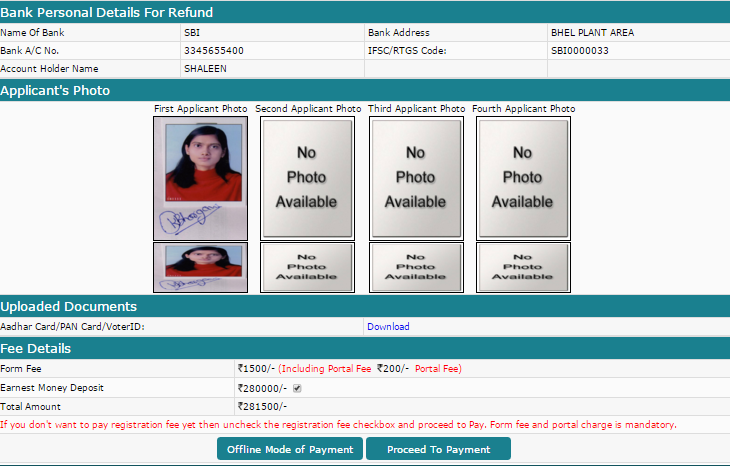 Bank Personal Details For Refund
Name Of Bank SBI Bank Address BHEL PLANT AREA
Bank A/C No. 3345655400 IFSC/RTGS Code: SBI0000033
Account Holder Name SHALEEN
Applicant's Photo
First Applicant Photo Second Applicant Photo Third Applicant Photo Fourth Applicant Photo
No Photo Available
No Photo Available
No Photo Available
No Photo Available
No Photo Available
No Photo Available
Uploaded Documents
Aadhar Card/PAN Card/VoterID: Download
Fee Details
Form Fee ₹1500/- (Including Portal Fee ₹200/- Portal Fee)
Earnest Money Deposit ₹280000/-
Total Amount ₹281500/-
If you don't want to pay registration fee yet then uncheck the registration fee checkbox and proceed to Pay. Form fee and portal charge is mandatory.
Offline Mode of Payment Proceed To Payment